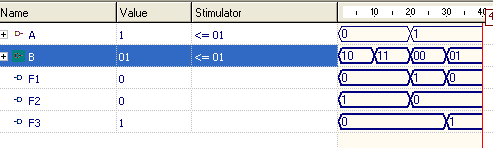 Name Value Stimulator 10 20 30 40
A 1 <= 01 0 1
B 01 <= 01 10 11 00 01
F1 0 0 1 0
F2 0 1 0
F3 1 0 1